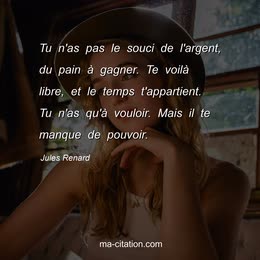 Tu n'as pas le souci de l'argent,
du pain à gagner. Te voilà
libre, et le temps t'appartient.
Tu n'as qu'à vouloir. Mais il te
manque de pouvoir.
Jules Renard
ma-citation.com